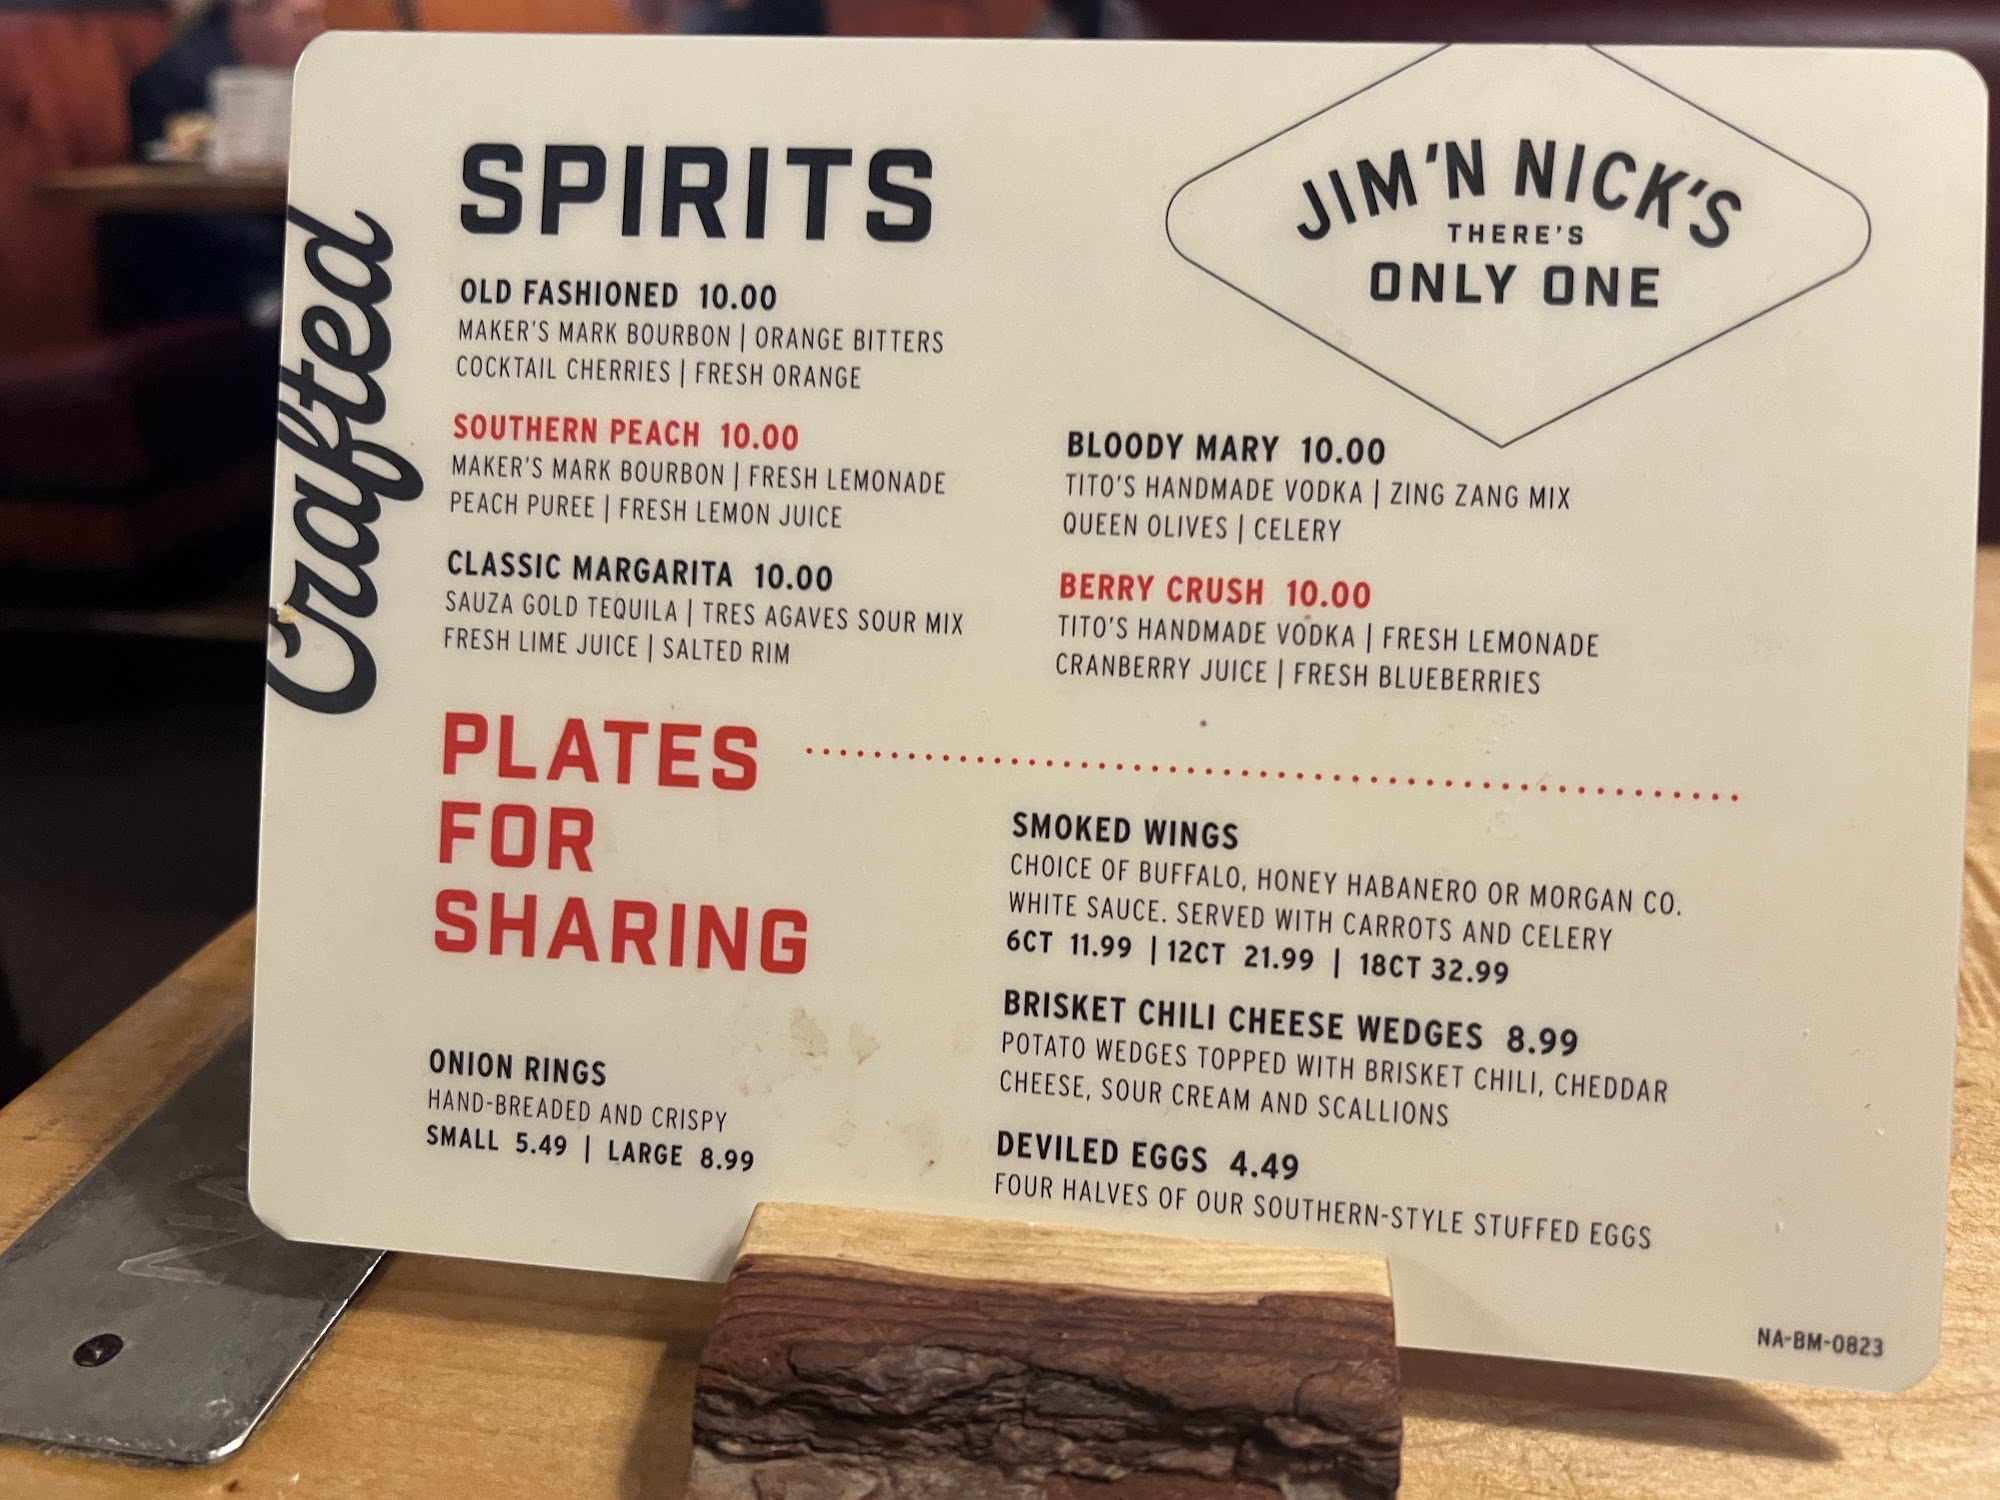 Crafted
SPIRITS
OLD FASHIONED 10.00
MAKER'S MARK BOURBON | ORANGE BITTERS
COCKTAIL CHERRIES | FRESH ORANGE
SOUTHERN PEACH 10.00
MAKER'S MARK BOURBON | FRESH LEMONADE
PEACH PUREE | FRESH LEMON JUICE
CLASSIC MARGARITA 10.00
SAUZA GOLD TEQUILA | TRES AGAVES SOUR MIX
FRESH LIME JUICE | SALTED RIM
JIM'N NICK'S
THERE'S
ONLY ONE
BLOODY MARY 10.00
TITO'S HANDMADE VODKA | ZING ZANG MIX
QUEEN OLIVES | CELERY
BERRY CRUSH 10.00
TITO'S HANDMADE VODKA | FRESH LEMONADE
CRANBERRY JUICE | FRESH BLUEBERRIES
PLATES
FOR
SHARING
ONION RINGS
HAND-BREADED AND CRISPY
SMALL 5.49 | LARGE 8.99
SMOKED WINGS
CHOICE OF BUFFALO, HONEY HABANERO OR MORGAN CO.
WHITE SAUCE. SERVED WITH CARROTS AND CELERY
6CT 11.99 | 12CT 21.99 | 18CT 32.99
BRISKET CHILI CHEESE WEDGES 8.99
POTATO WEDGES TOPPED WITH BRISKET CHILI, CHEDDAR
CHEESE, SOUR CREAM AND SCALLIONS
DEVILED EGGS 4.49
FOUR HALVES OF OUR SOUTHERN-STYLE STUFFED EGGS
NA-BM-0823